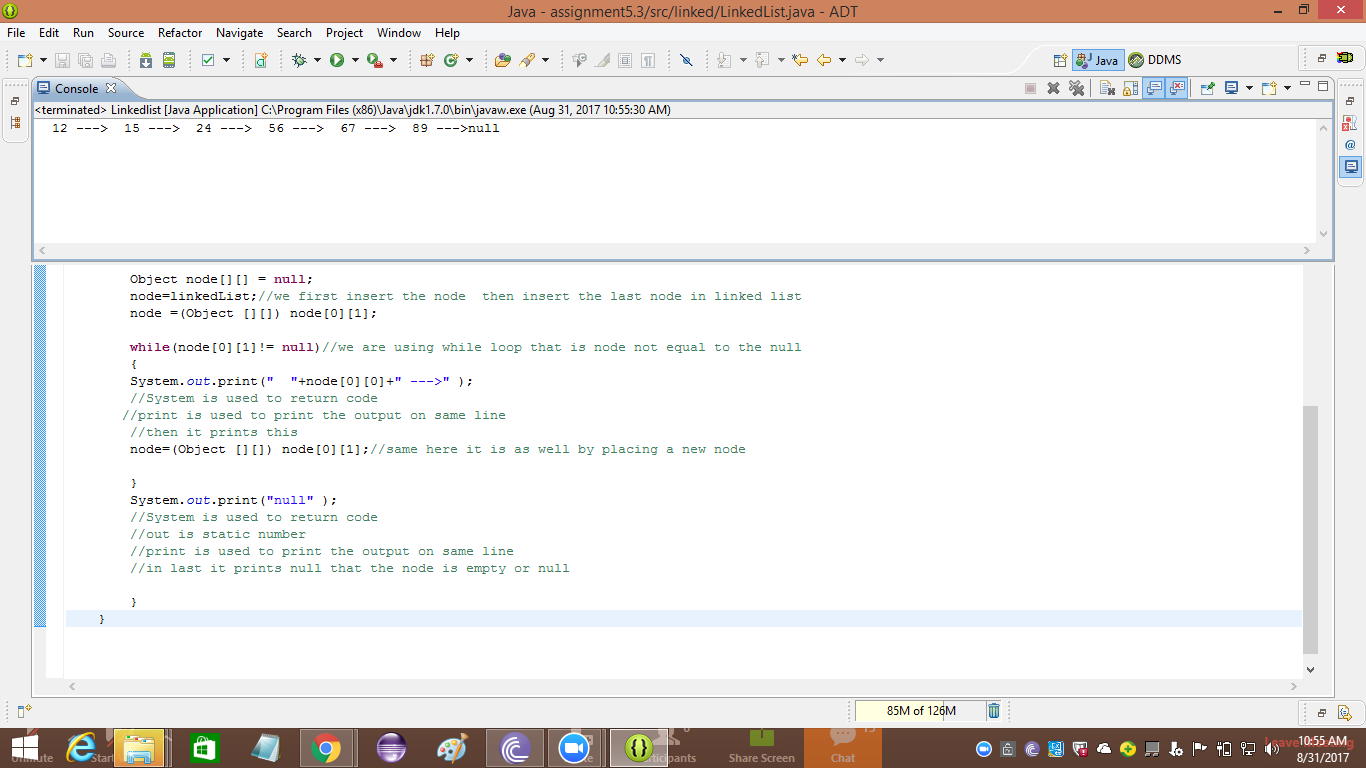 Java - assignment5.3/src/linked/LinkedList.java - ADT
File Edit Run Source Refactor Navigate Search Project Window Help
Java DDMS
Console
<terminated> Linkedlist [Java Application] C:\Program Files (x86)\Java\jdk1.7.0\bin\javaw.exe (Aug 31, 2017 10:55:30 AM)
12 ---> 15 ---> 24 ---> 56 ---> 67 ---> 89 --->null
Object node[][] = null;
node=linkedList;//we first insert the node  then insert the last node in linked list
node =(Object [][]) node[0][1];
while(node[0][1]!= null)//we are using while loop that is node not equal to the null
{
System.out.print("  "+node[0][0]+" --->" );
//System is used to return code
//print is used to print the output on same line
//then it prints this
node=(Object [][]) node[0][1];//same here it is as well by placing a new node
}
System.out.print("null" );
//System is used to return code
//out is static number
//print is used to print the output on same line
//in last it prints null that the node is empty or null
}
}
85M of 126M
Share Screen
Chat
10:55 AM
8/31/2017